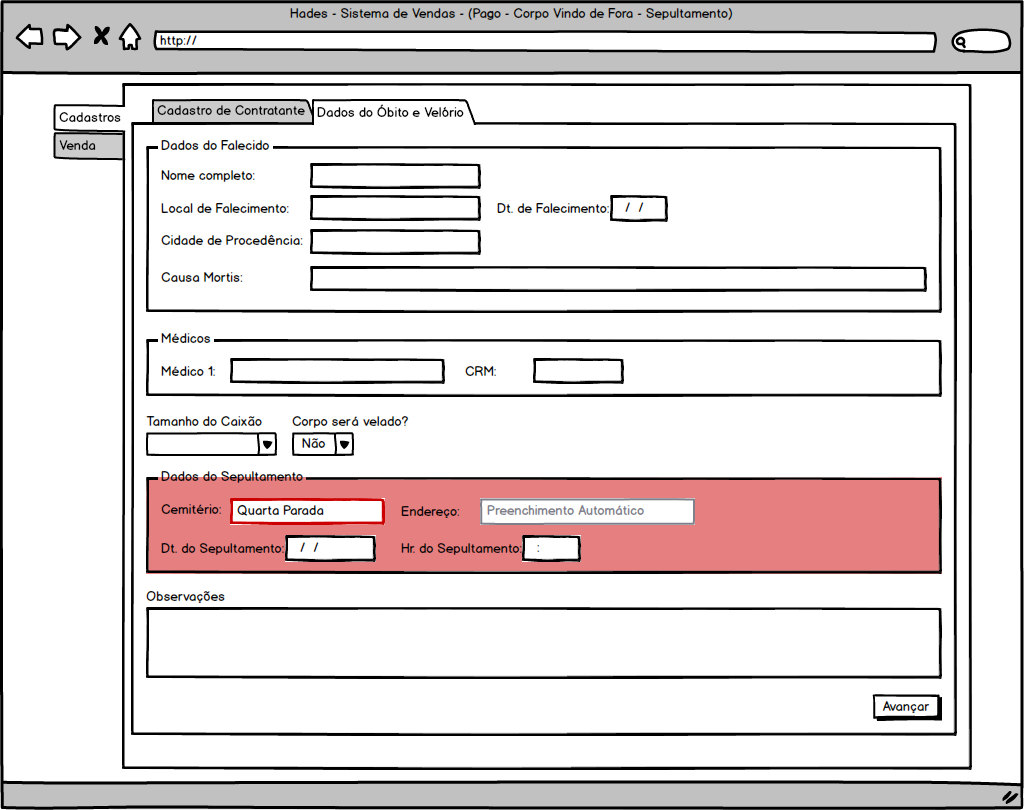 Hades - Sistema de Vendas - (Pago - Corpo Vindo de Fora - Sepultamento)
http://
Cadastros
Venda
Cadastro de Contratante
Dados do Óbito e Velório
Dados do Falecido
Nome completo:
Local de Falecimento:
Dt. de Falecimento: / /
Cidade de Procedência:
Causa Mortis:
Médicos
Médico 1:
CRM:
Tamanho do Caixão
Corpo será velado?
Não
Dados do Sepultamento
Cemitério: Quarta Parada
Endereço: Preenchimento Automático
Dt. do Sepultamento: / /
Hr. do Sepultamento: :
Observações
Avançar